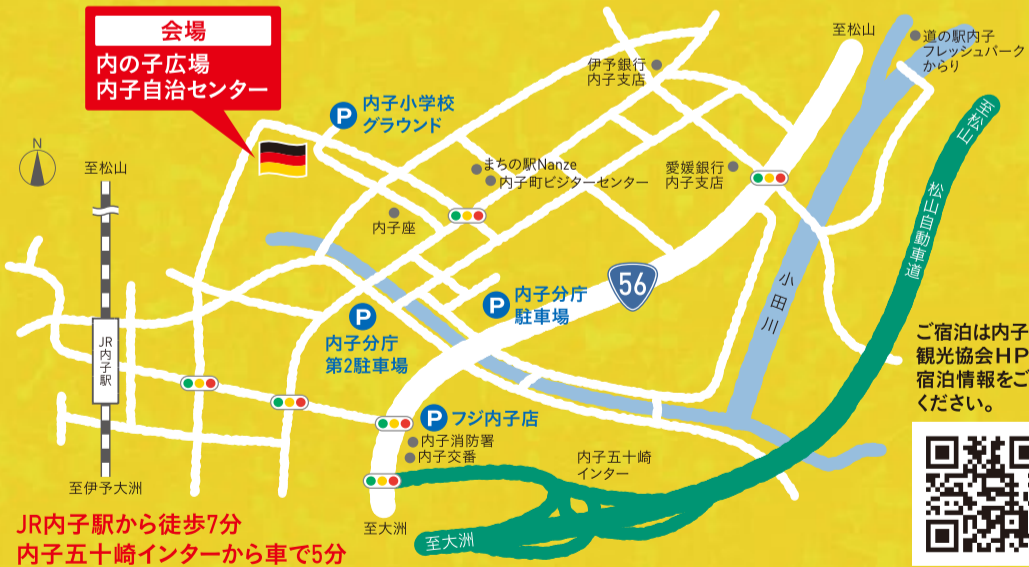 会場
内の子広場
内子自治センター
P 内子小学校
グラウンド
伊予銀行
内子支店
至松山
道の駅内子
フレッシュパーク
からり
N
至松山
まちの駅Nanze
内子町ビジターセンター
愛媛銀行
内子支店
至松山
松山自動車道
内子座
小田川
56
P 内子分庁
駐車場
P
内子分庁
第2駐車場
JR内子駅
P フジ内子店
内子消防署
内子交番
内子五十崎
インター
至伊予大洲
至大洲
至大洲
JR内子駅から徒歩7分
内子五十崎インターから車で5分
ご宿泊は内子
観光協会HP
宿泊情報をご
ください。